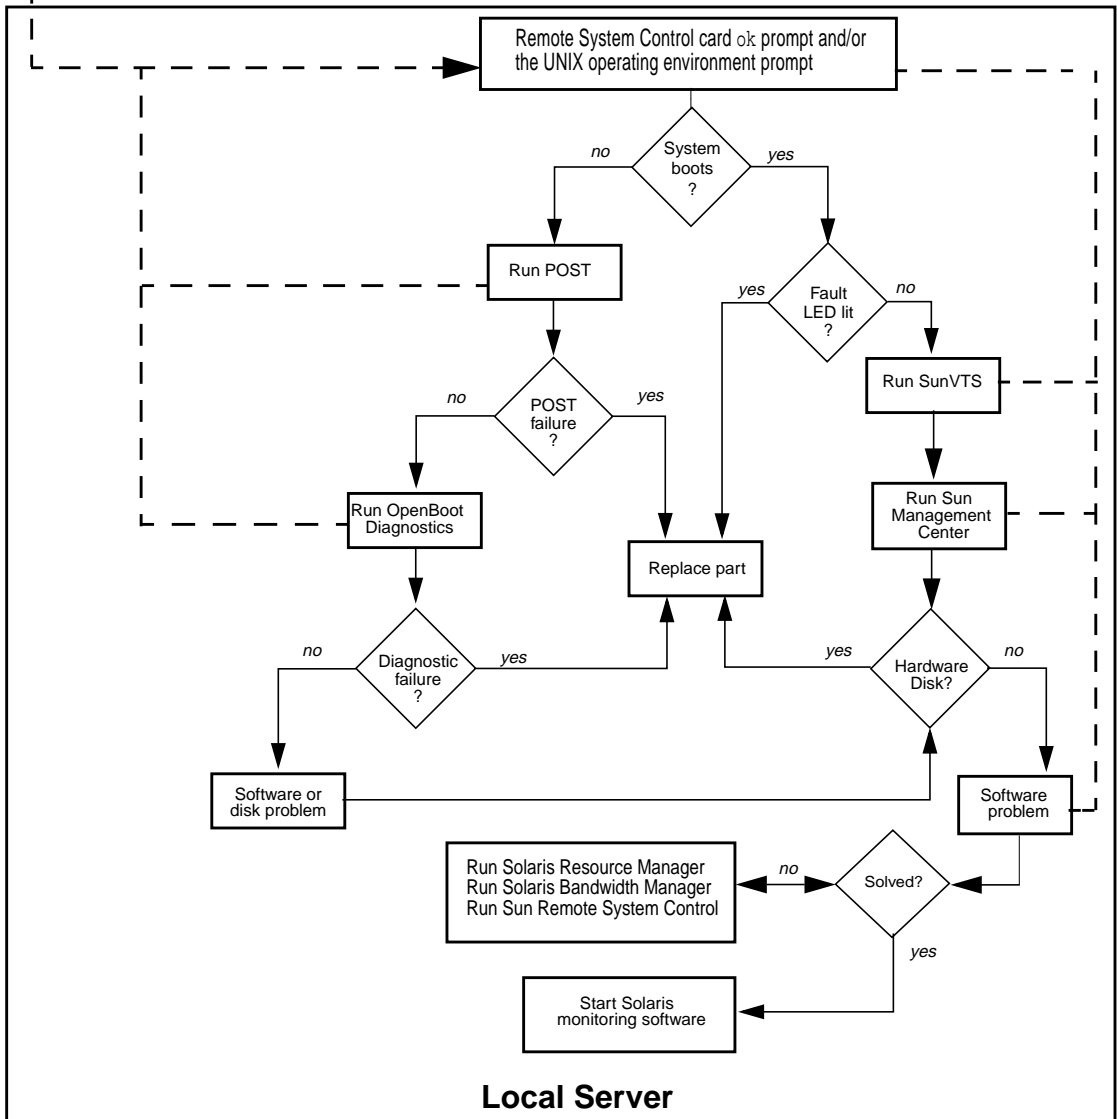 Remote System Control card ok prompt and/or
the UNIX operating environment prompt
System
boots
?
no
yes
Run POST
Fault
LED lit
?
yes
no
Run SunVTS
POST
failure
?
no
yes
Run OpenBoot
Diagnostics
Run Sun
Management
Center
Replace part
Diagnostic
failure
?
no
yes
Hardware
Disk?
yes
no
Software or
disk problem
Software
problem
Run Solaris Resource Manager
Run Solaris Bandwidth Manager
Run Sun Remote System Control
no
Solved?
yes
Start Solaris
monitoring software
Local Server